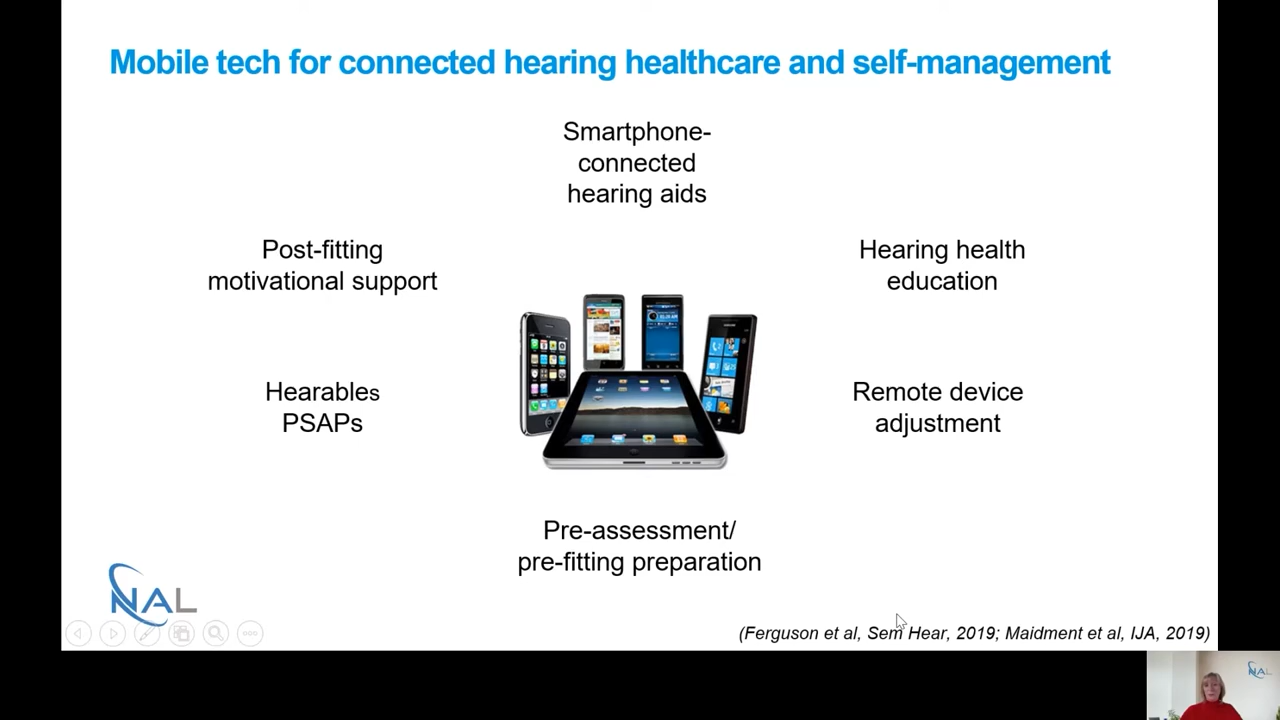 Mobile tech for connected hearing healthcare and self-management
Smartphone-
connected
hearing aids
Post-fitting
motivational support
Hearing health
education
Hearables
PSAPs
Remote device
adjustment
Pre-assessment/
pre-fitting preparation
NAL
(Ferguson et al, Sem Hear, 2019; Maidment et al, IJA, 2019)
NAL